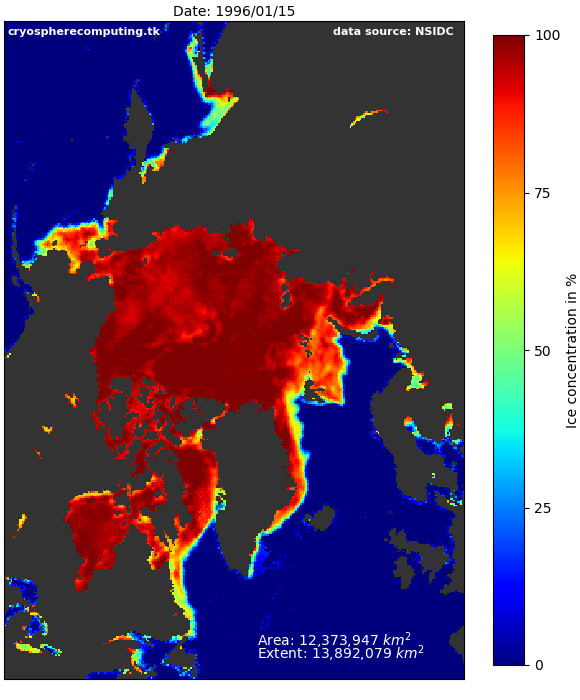 Date: 1996/01/15
cryospherecomputing.tk
data source: NSIDC
100
75
50
25
0
Ice concentration in %
Area: 12,373,947 km²
Extent: 13,892,079 km²